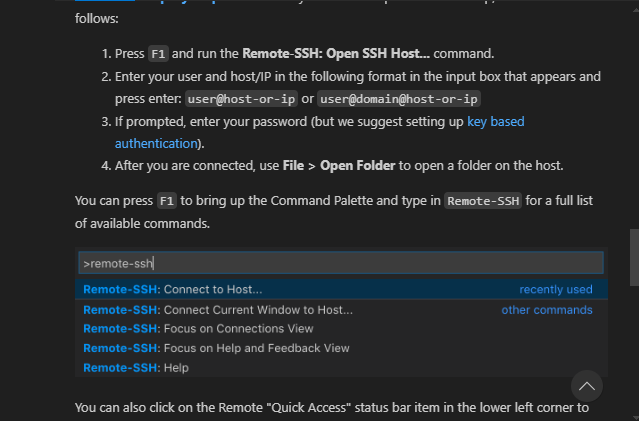 follows:
1. Press F1 and run the Remote-SSH: Open SSH Host... command.
2. Enter your user and host/IP in the following format in the input box that appears and
press enter: user@host-or-ip or user@domain@host-or-ip
3. If prompted, enter your password (but we suggest setting up key based
authentication).
4. After you are connected, use File > Open Folder to open a folder on the host.
You can press F1 to bring up the Command Palette and type in Remote-SSH for a full list
of available commands.
>remote-ssh
Remote-SSH: Connect to Host... recently used
Remote-SSH: Connect Current Window to Host... other commands
Remote-SSH: Focus on Connections View
Remote-SSH: Focus on Help and Feedback View
Remote-SSH: Help
You can also click on the Remote "Quick Access" status bar item in the lower left corner to